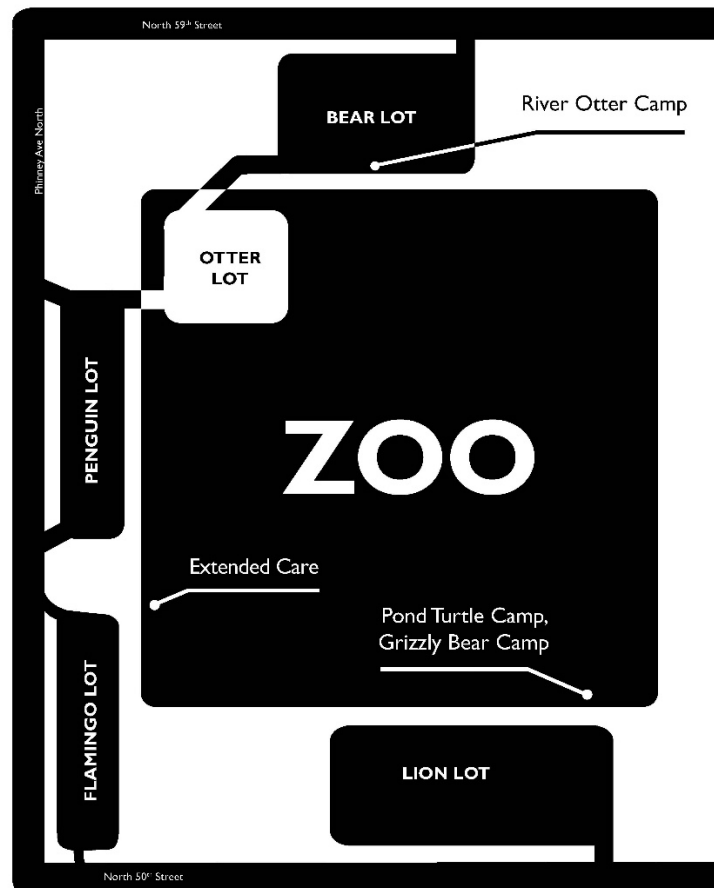 North 59th Street
Phinney Ave North
BEAR LOT
River Otter Camp
OTTER
LOT
PENGUIN LOT
ZOO
Extended Care
Pond Turtle Camp,
Grizzly Bear Camp
FLAMINGO LOT
LION LOT
North 50th Street